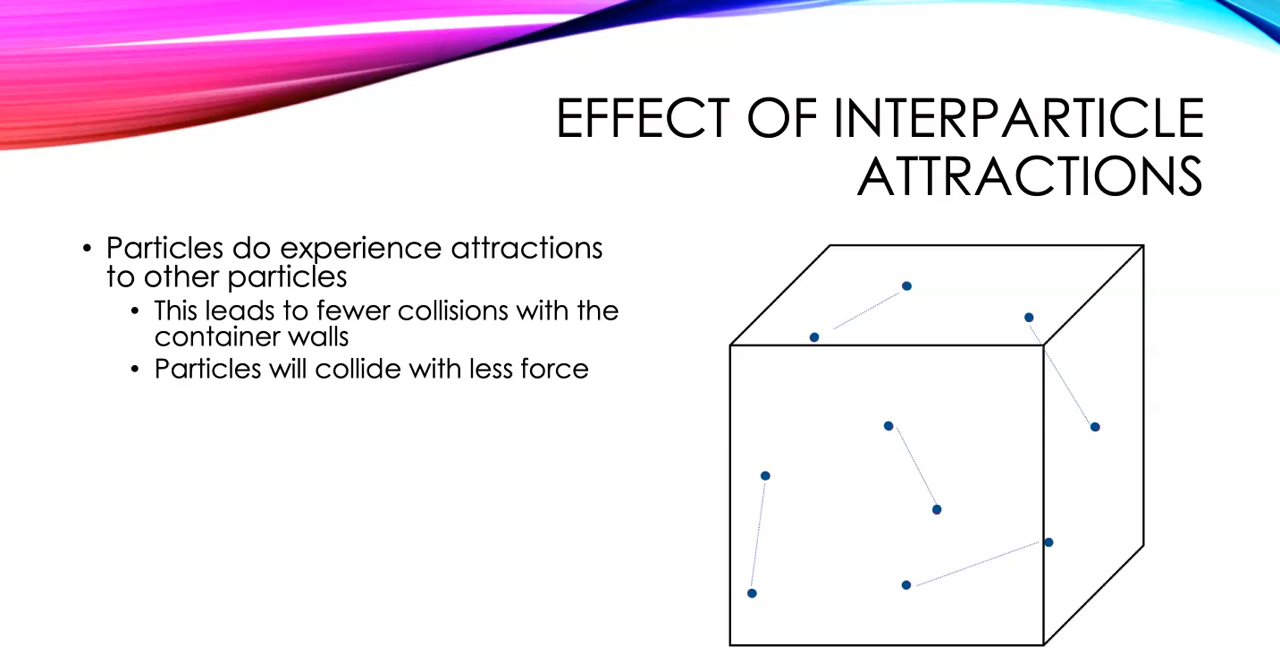 EFFECT OF INTERPARTICLE
ATTRACTIONS
• Particles do experience attractions
to other particles
• This leads to fewer collisions with the
container walls
• Particles will collide with less force